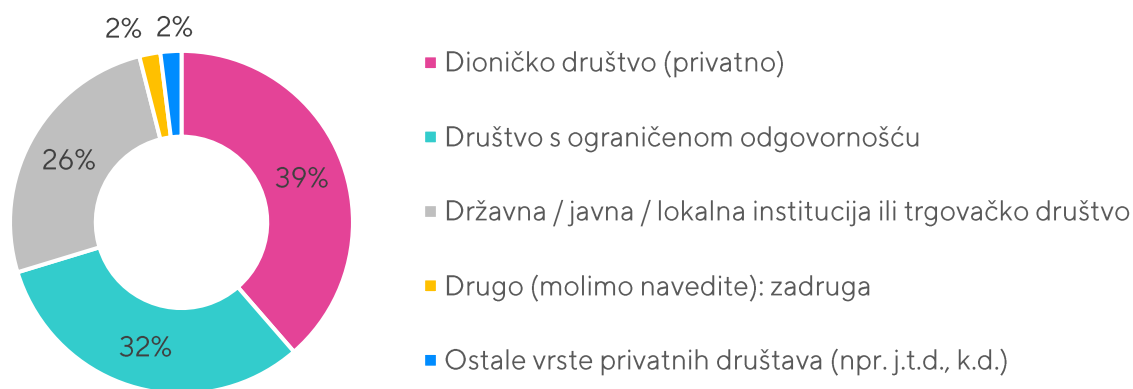 2%
2%
26%
39%
32%
Dioničko društvo (privatno)
Društvo s ograničenom odgovornošću
Državna / javna / lokalna institucija ili trgovačko društvo
Drugo (molimo navedite): zadruga
Ostale vrste privatnih društava (npr. j.t.d., k.d.)